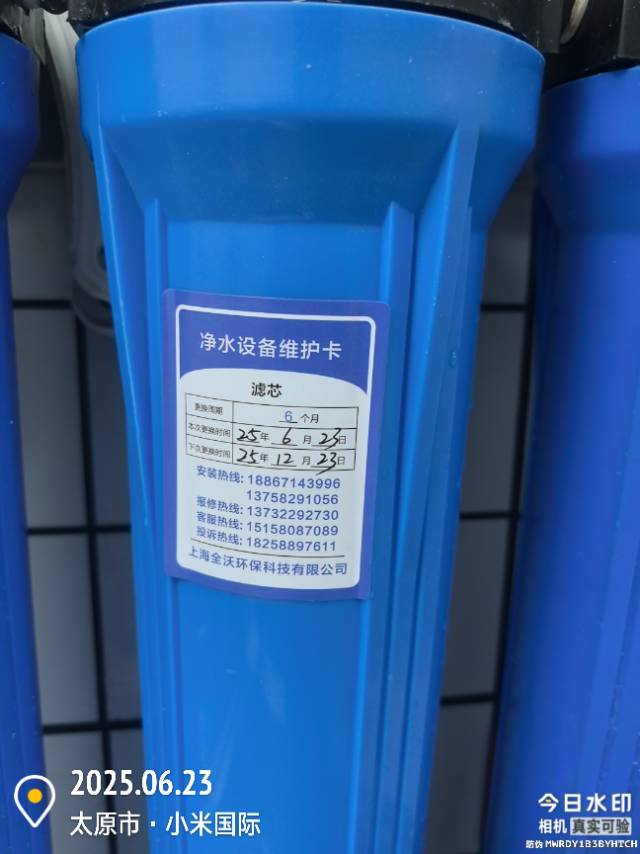 净水设备维护卡
滤芯
更换周期 6 个月
本次更换时间 25年 6 月 23日
下次更换时间 25年 12 月 23日
安装热线: 18867143996
13758291056
报修热线: 13732292730
客服热线: 15158087089
投诉热线: 18258897611
上海全沃环保科技有限公司
2025.06.23
太原市·小米国际
今日水印
相机 真实可验
防伪 MWRDY1B3BYHTCH